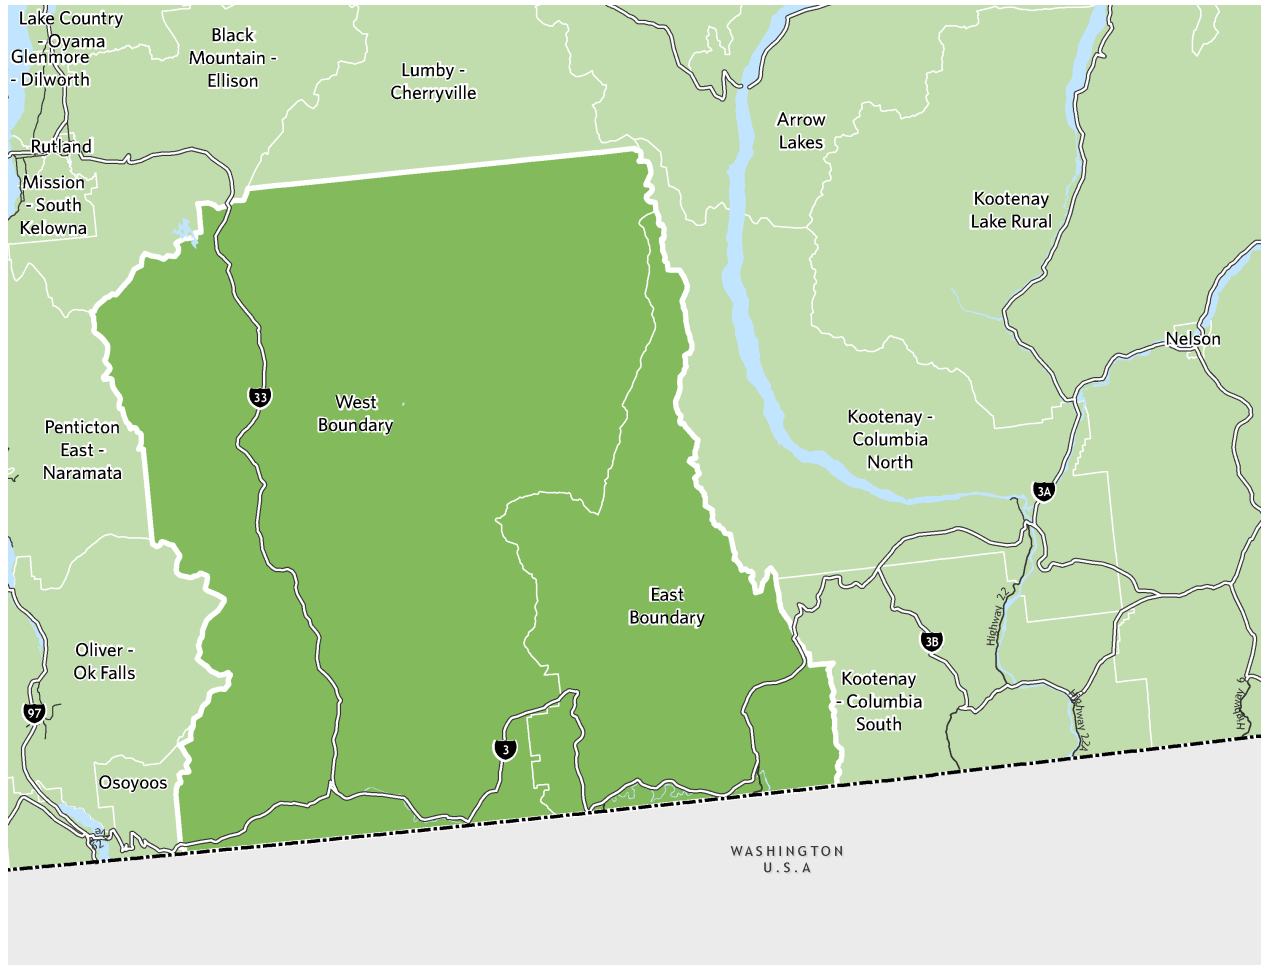 Lake Country
- Oyama
Glenmore
- Dilworth
Black
Mountain -
Ellison
Lumby -
Cherryville
Arrow
Lakes
Rutland
Mission
- South
Kelowna
Kootenay
Lake Rural
Nelson
33
West
Boundary
Penticton
East -
Naramata
Kootenay -
Columbia
North
3A
East
Boundary
Highway 22
3B
Oliver -
Ok Falls
Kootenay
- Columbia
South
97
3
Highway 22A
Highway 6
Osoyoos
WASHINGTON
U.S.A